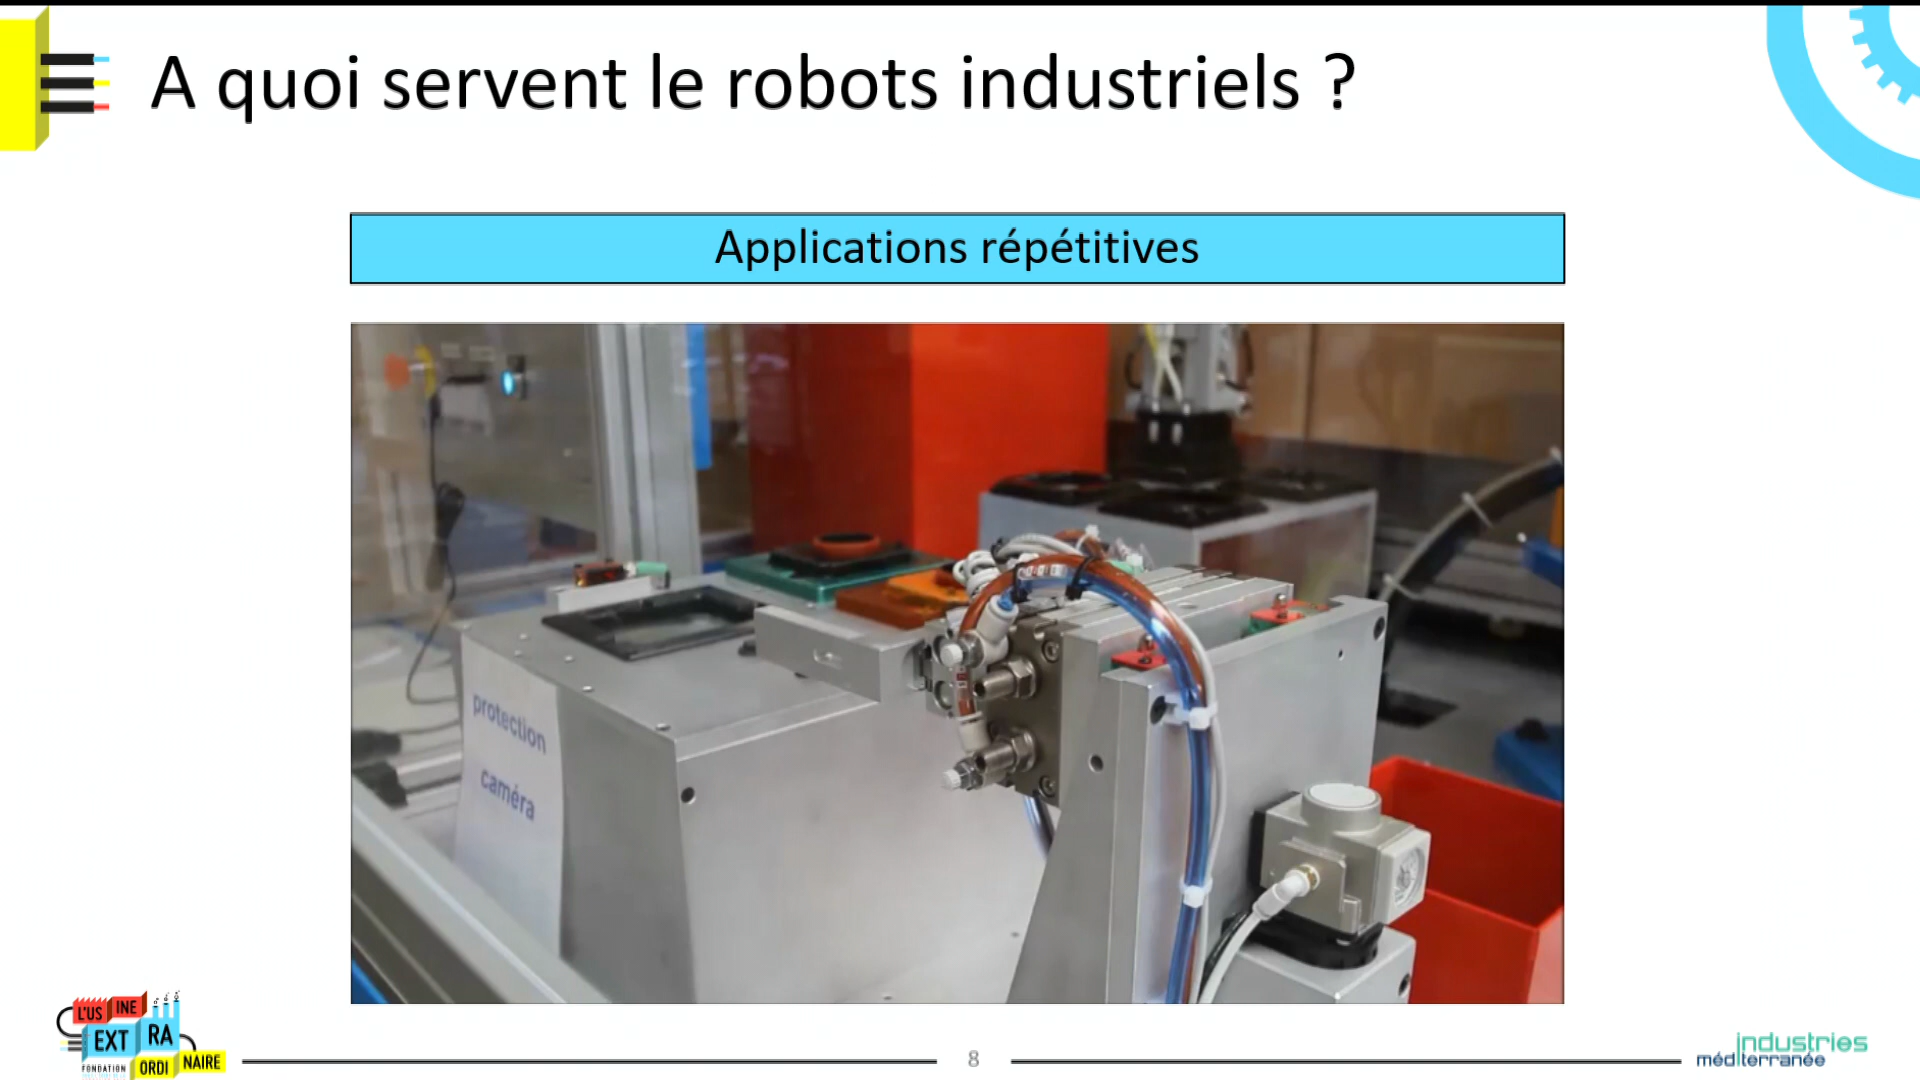 A quoi servent le robots industriels ?
Applications répétitives
protection
caméra
L'US INE
EXT RA
ORDI NAIRE
FONDATION
8
industries
méditerranée